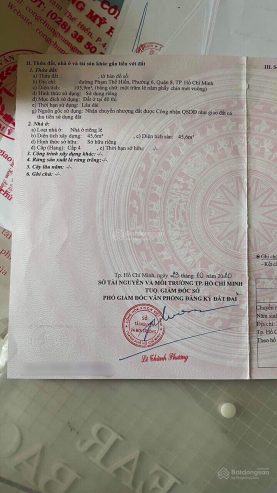 II. Thửa đất, nhà ở và tài sản khác gắn liền với đất
1. Thửa đất:
a) Thửa đất: , tờ bản đồ số:
b) Địa chỉ: đường Phạm Thế Hiển, Phường 6, Quận 8, TP. Hồ Chí Minh
c) Diện tích: 105,9m², (bằng chữ: một trăm lẻ năm phẩy chín mét vuông)
d) Hình thức sử dụng: Sử dụng riêng
đ) Mục đích sử dụng: Đất ở tại đô thị
e) Thời hạn sử dụng: Lâu dài
g) Nguồn gốc sử dụng: Nhận chuyển nhượng đất được Công nhận QSDĐ như giao đất có
thu tiền sử dụng đất
2. Nhà ở:
a) Loại nhà ở: Nhà ở riêng lẻ
b) Diện tích xây dựng: 45,6m² , c) Diện tích sàn: 45,6m²
d) Hình thức sở hữu: Sở hữu riêng
đ) Cấp (Hạng): Cấp 4 , e) Thời hạn sở hữu: -/-
3. Công trình xây dựng khác: -/-
4. Rừng sản xuất là rừng trồng: -/-
5. Cây lâu năm: -/-
6. Ghi chú: -/-
Tp. Hồ Chí Minh, ngày tháng 10 năm
SỞ TÀI NGUYÊN VÀ MÔI TRƯỜNG TP. HỒ CHÍ MINH
TUQ. GIÁM ĐỐC SỞ
PHÓ GIÁM ĐỐC VĂN PHÒNG ĐĂNG KÝ ĐẤT ĐAI
Lê Thành Phương
III. S
Batdongsan